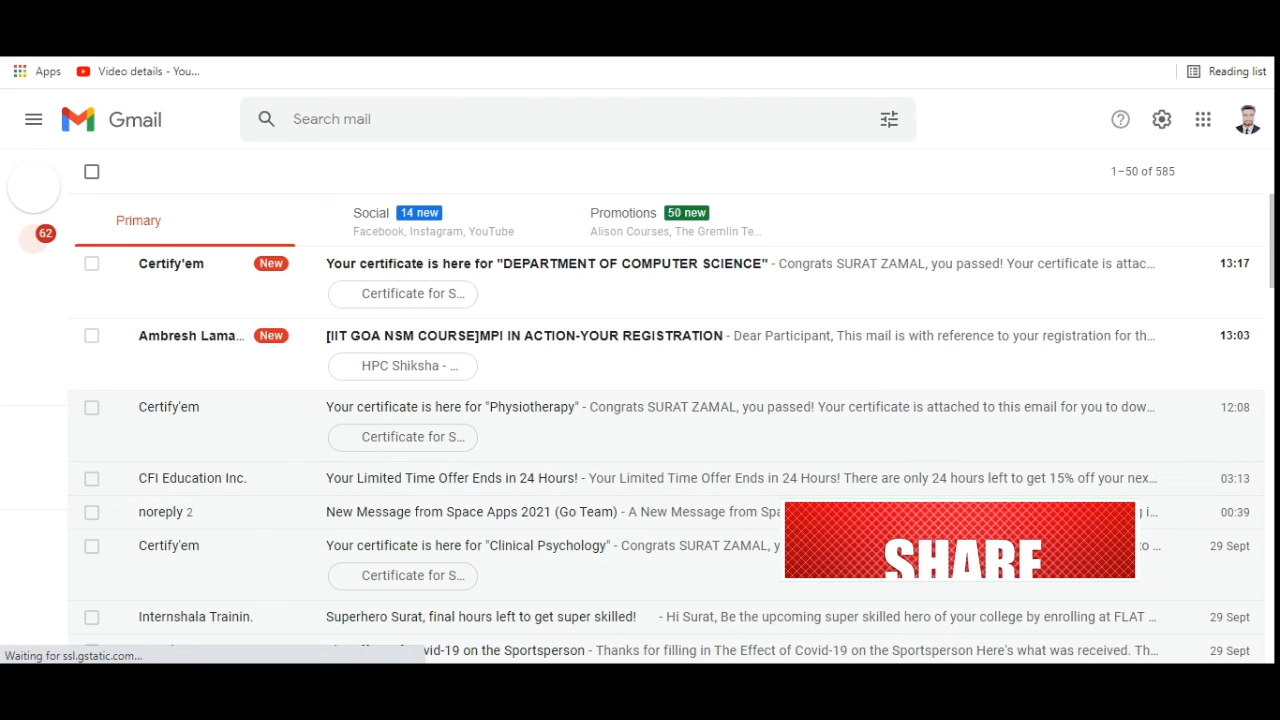 Apps Video details - You... Reading list
Gmail Search mail
1–50 of 585
Primary Social 14 new Promotions 50 new
Facebook, Instagram, YouTube Alison Courses, The Gremlin Te...
62
Certify'em New Your certificate is here for "DEPARTMENT OF COMPUTER SCIENCE" - Congrats SURAT ZAMAL, you passed! Your certificate is attac... 13:17
Certificate for S...
Ambresh Lama... New [IIT GOA NSM COURSE]MPI IN ACTION-YOUR REGISTRATION - Dear Participant, This mail is with reference to your registration for th... 13:03
HPC Shiksha - ...
Certify'em Your certificate is here for "Physiotherapy" - Congrats SURAT ZAMAL, you passed! Your certificate is attached to this email for you to dow... 12:08
Certificate for S...
CFI Education Inc. Your Limited Time Offer Ends in 24 Hours! - Your Limited Time Offer Ends in 24 Hours! There are only 24 hours left to get 15% off your nex... 03:13
noreply 2 New Message from Space Apps 2021 (Go Team) - A New Message from Spa 00:39
Certify'em Your certificate is here for "Clinical Psychology" - Congrats SURAT ZAMAL, y 29 Sept
SHARE
Certificate for S...
Internshala Trainin. Superhero Surat, final hours left to get super skilled! - Hi Surat, Be the upcoming super skilled hero of your college by enrolling at FLAT ... 29 Sept
vid-19 on the Sportsperson - Thanks for filling in The Effect of Covid-19 on the Sportsperson Here's what was received. Th... 29 Sept
Waiting for ssl.gstatic.com...